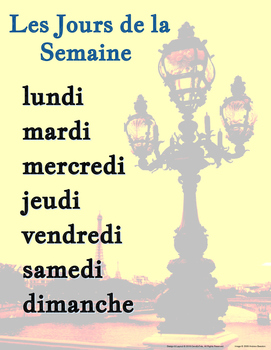 Les Jours de la
Semaine
lundi
mardi
mercredi
jeudi
vendredi
samedi
dimanche